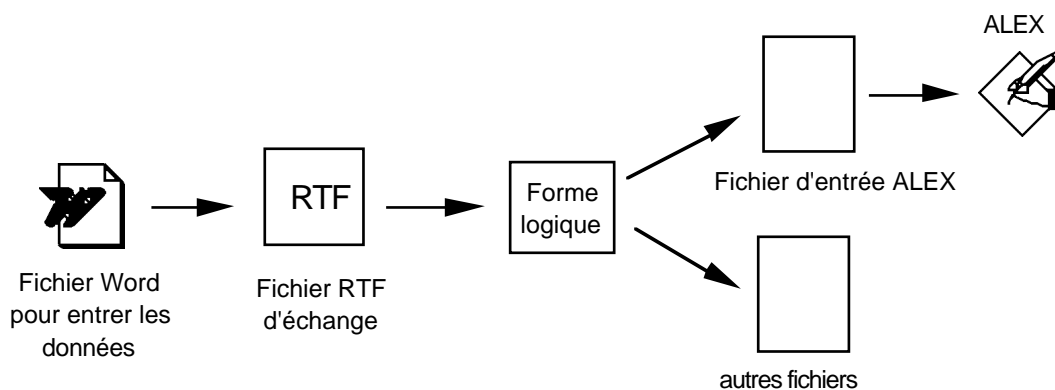 ALEX
Fichier d'entrée ALEX
RTF
Forme
logique
Fichier Word
pour entrer les
données
Fichier RTF
d'échange
autres fichiers